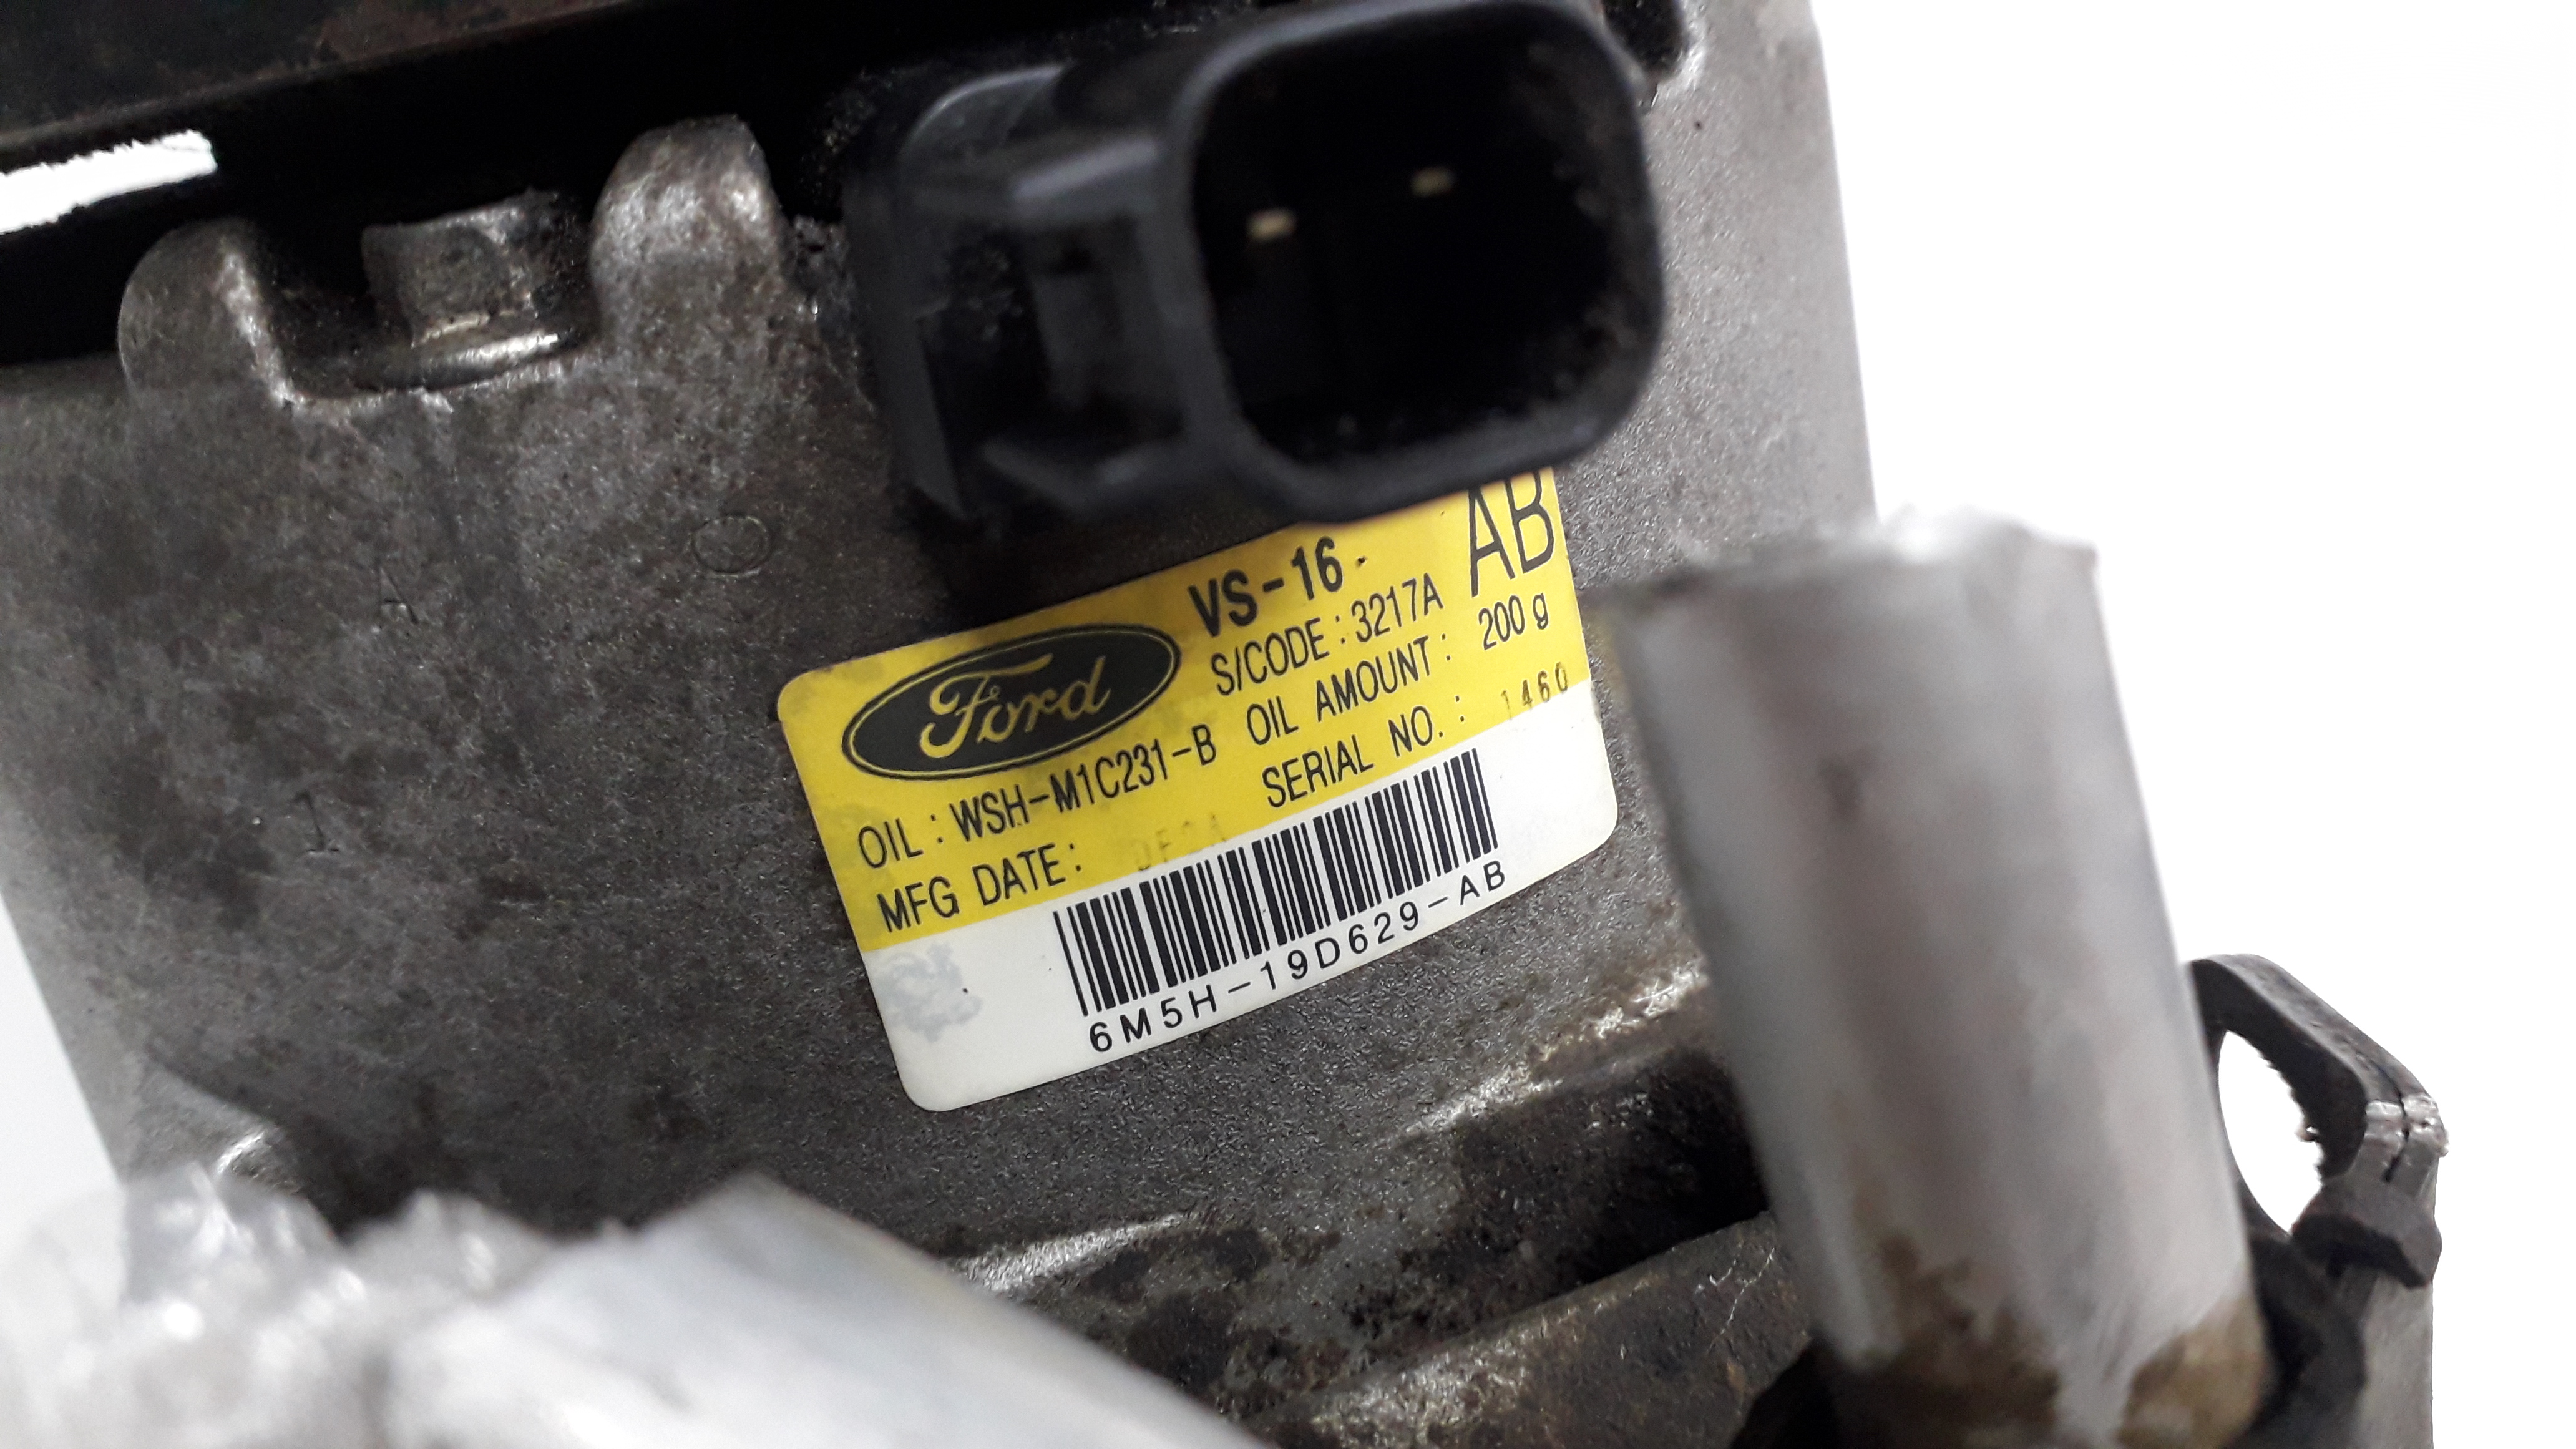 AB
VS-16
Ford
S/CODE : 3217A
OIL : WSH-M1C231-B OIL AMOUNT : 200 g
MFG DATE : SERIAL NO. : 1460
6M5H-19D629-AB